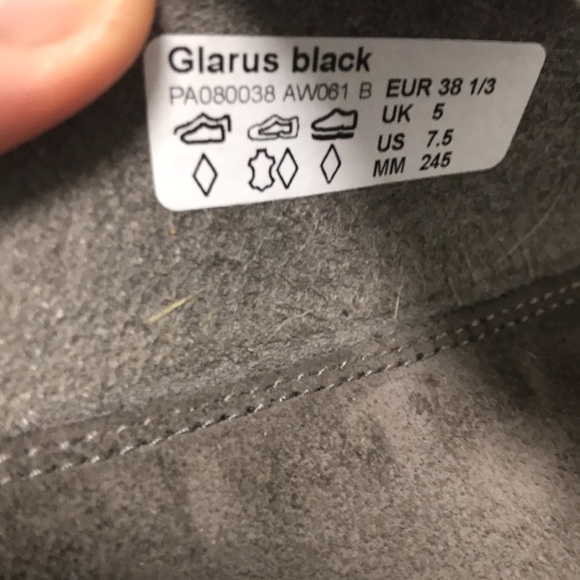 Glarus black
PA080038 AW061 B
EUR 38 1/3
UK 5
US 7.5
MM 245